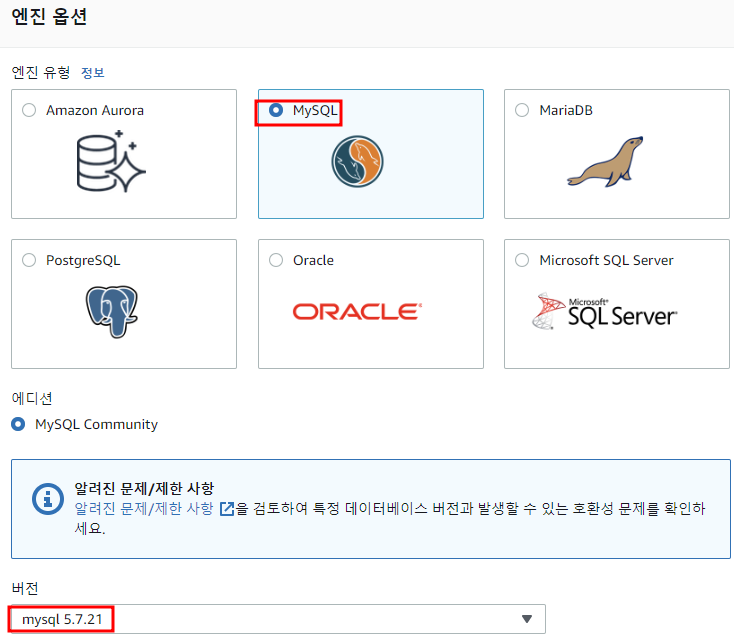 엔진 옵션
엔진 유형 정보
Amazon Aurora
MySQL
MariaDB
PostgreSQL
Oracle
ORACLE®
Microsoft SQL Server
Microsoft®
SQL Server®
에디션
MySQL Community
알려진 문제/제한 사항
알려진 문제/제한 사항 을 검토하여 특정 데이터베이스 버전과 발생할 수 있는 호환성 문제를 확인하
세요.
버전
mysql 5.7.21